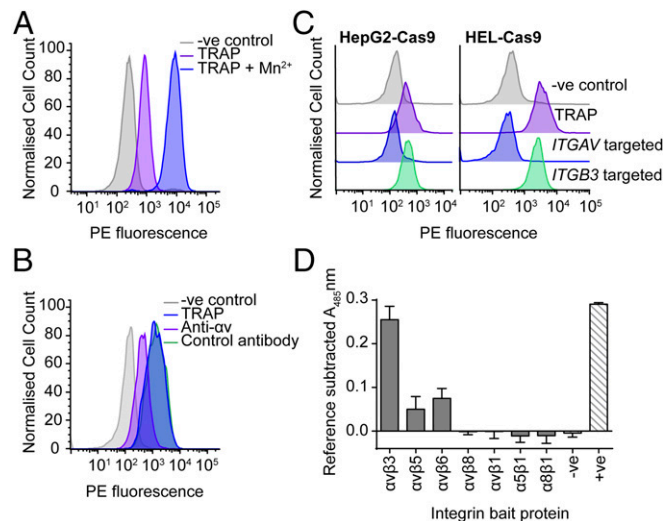 A
Normalised Cell Count
100
80
60
40
20
0
-ve control
TRAP
TRAP + Mn2+
10¹ 10² 10³ 10⁴ 10⁵
PE fluorescence
B
Normalised Cell Count
100
80
60
40
20
0
-ve control
TRAP
Anti-αv
Control antibody
10¹ 10² 10³ 10⁴ 10⁵
PE fluorescence
C
HepG2-Cas9 HEL-Cas9
Normalised Cell Count
-ve control
TRAP
ITGAV targeted
ITGB3 targeted
10¹ 10² 10³ 10⁴ 10¹ 10² 10³ 10⁴ 10⁵
PE fluorescence PE fluorescence
D
Reference subtracted A485nm
0.3
0.2
0.1
0.0
αvβ3 αvβ5 αvβ6 αvβ8 αvβ1 α5β1 α8β1 -ve +ve
Integrin bait protein